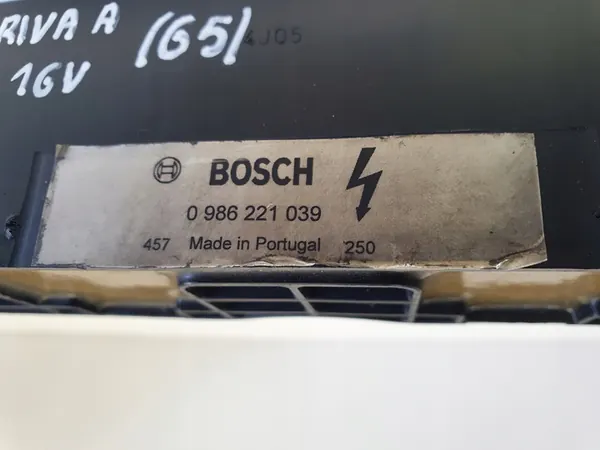 RIVA A (65)
16V
4J05
BOSCH
0 986 221 039
457 Made in Portugal 250